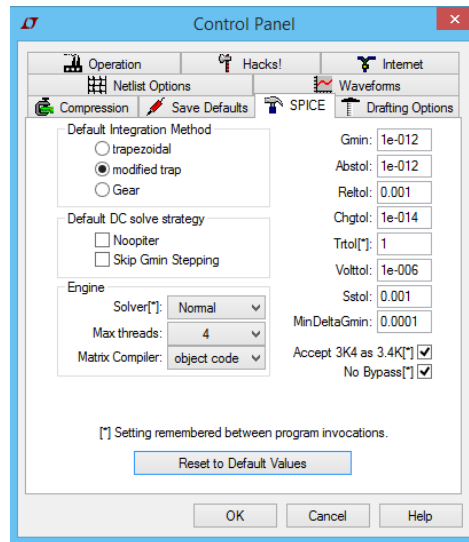 Control Panel
Operation Hacks! Internet
Netlist Options Waveforms
Compression Save Defaults SPICE Drafting Options
Default Integration Method
trapezoidal
modified trap
Gear
Default DC solve strategy
Noopiter
Skip Gmin Stepping
Engine
Solver[*]: Normal
Max threads: 4
Matrix Compiler: object code
Gmin: 1e-012
Abstol: 1e-012
Reltol: 0.001
Chgtol: 1e-014
Trtol[*]: 1
Volttol: 1e-006
Sstol: 0.001
MinDeltaGmin: 0.0001
Accept 3K4 as 3.4K[*]
No Bypass[*]
[*] Setting remembered between program invocations.
Reset to Default Values
OK Cancel Help